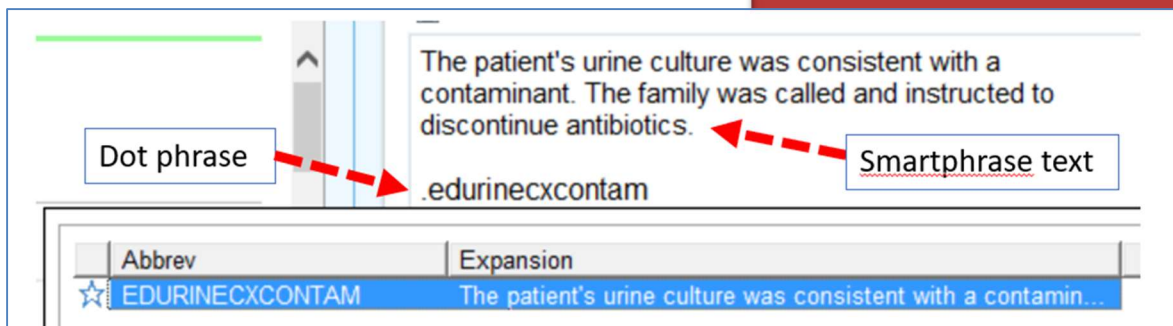 The patient's urine culture was consistent with a
contaminant. The family was called and instructed to
discontinue antibiotics.
Dot phrase
Smartphrase text
.edurinecxcontam
Abbrev Expansion
EDURINECXCONTAM The patient's urine culture was consistent with a contamin...